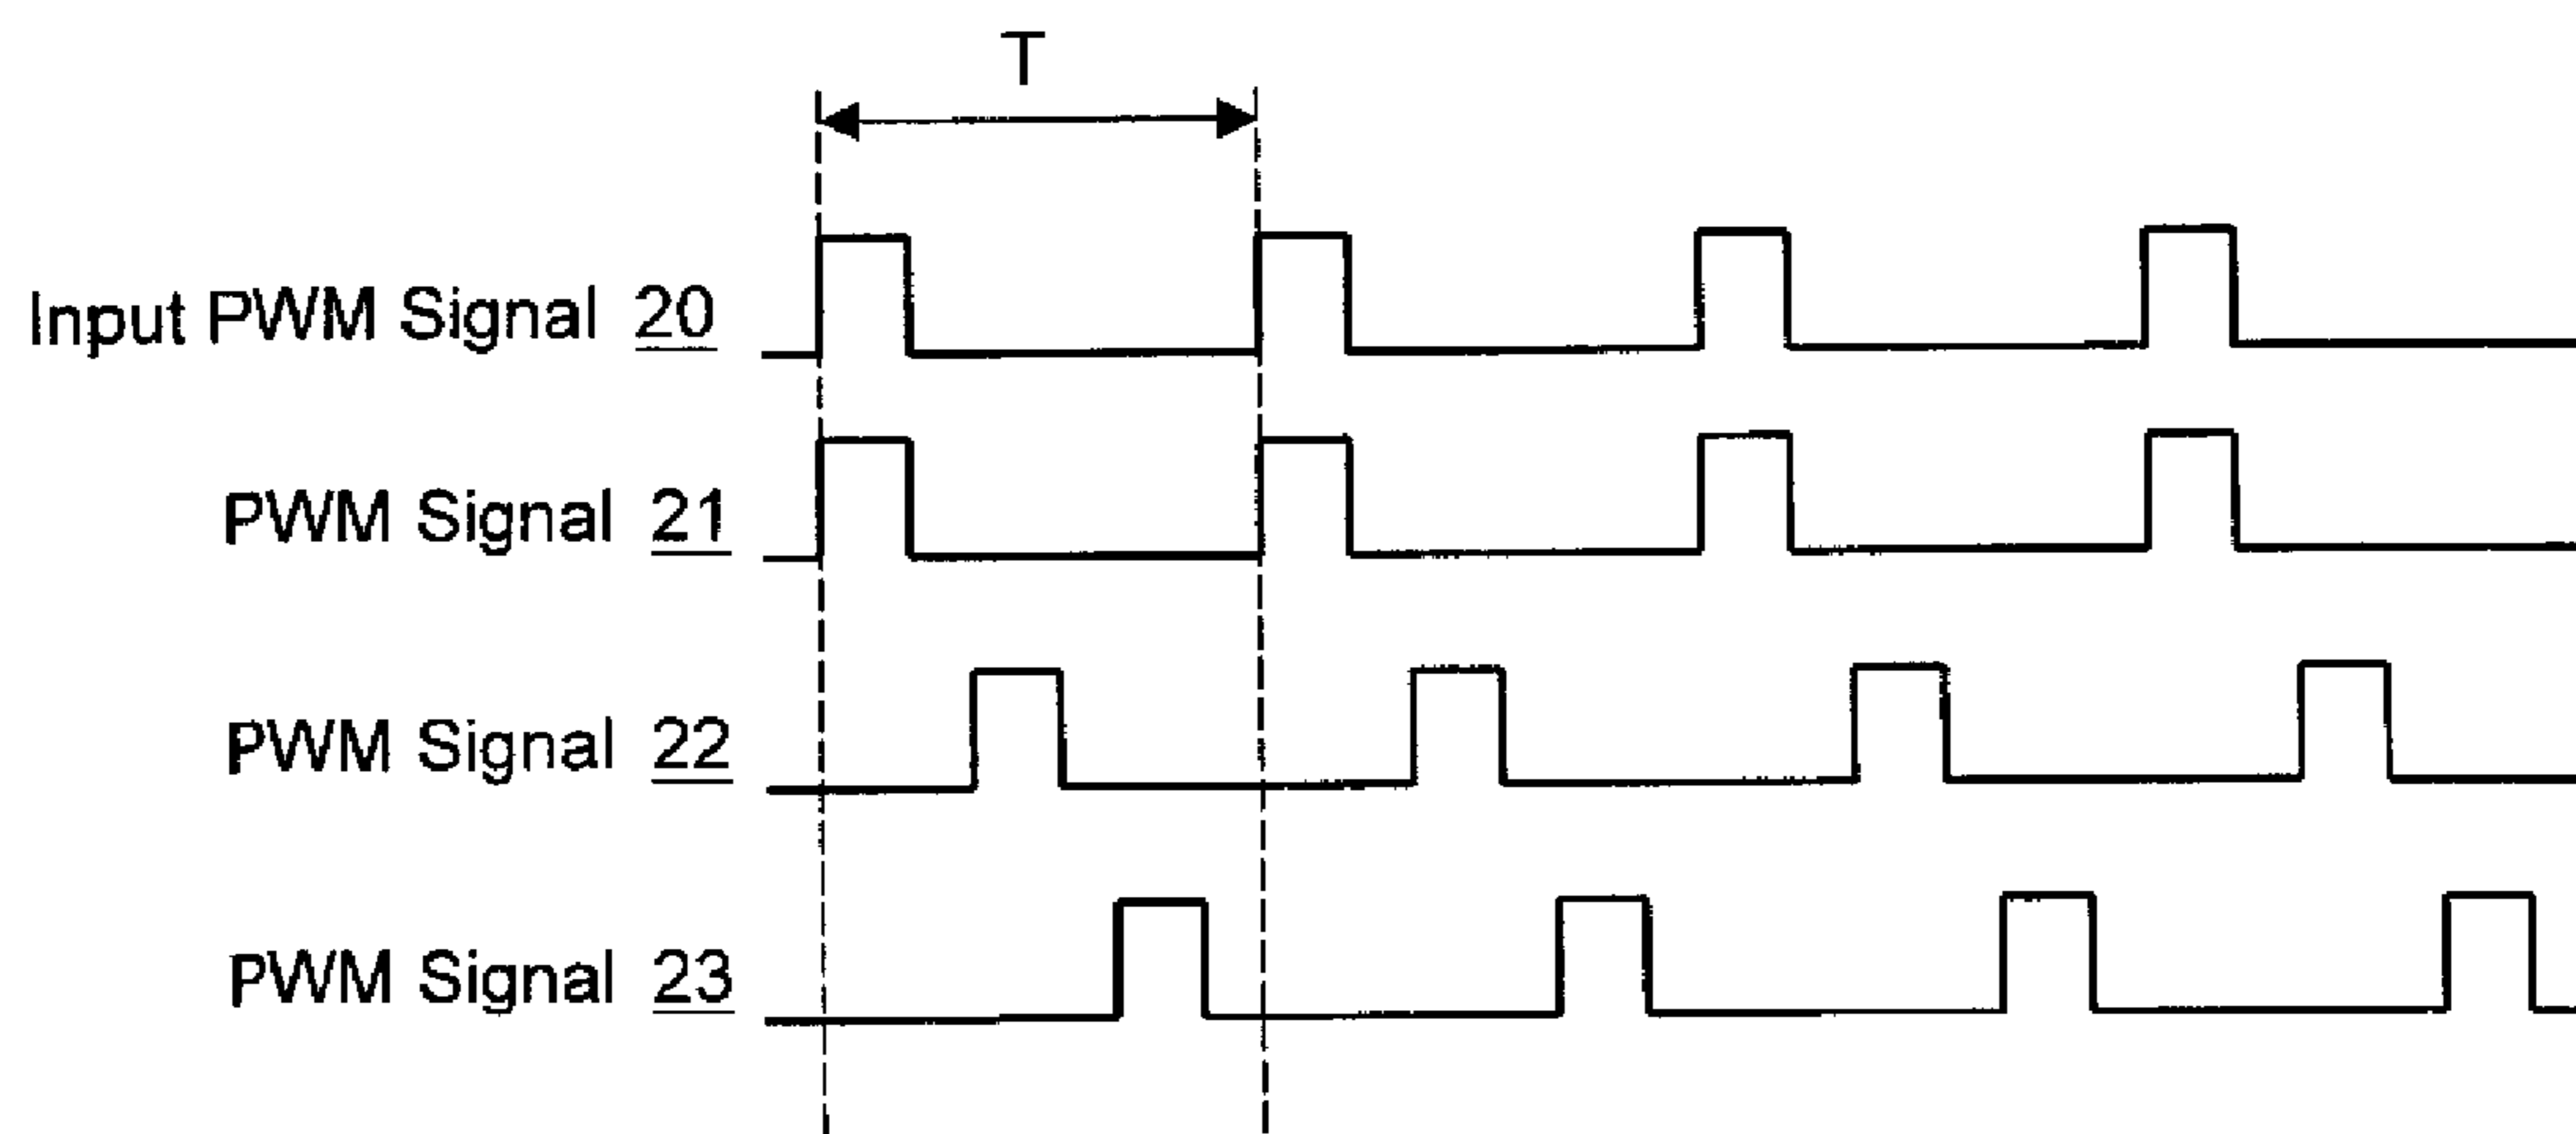 T
Input PWM Signal 20
PWM Signal 21
PWM Signal 22
PWM Signal 23